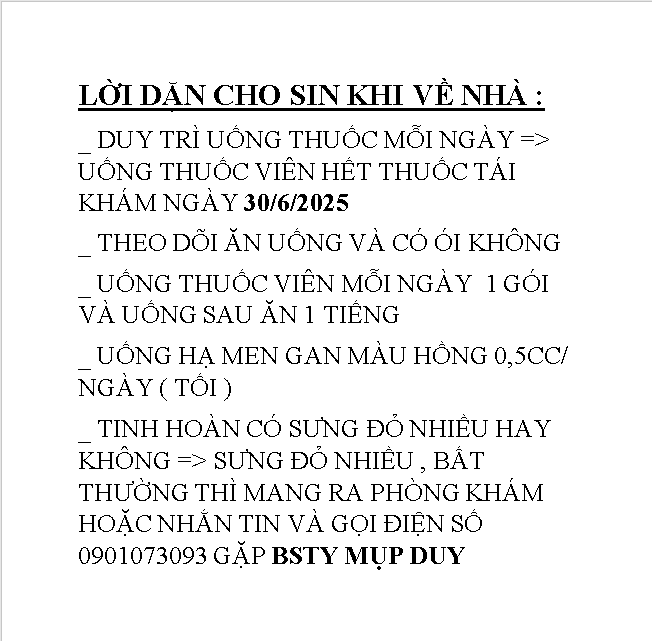 LỜI DẶN CHO SIN KHI VỀ NHÀ :
_ DUY TRÌ UỐNG THUỐC MỖI NGÀY =>
UỐNG THUỐC VIÊN HẾT THUỐC TÁI
KHÁM NGÀY 30/6/2025
_ THEO DÕI ĂN UỐNG VÀ CÓ ÓI KHÔNG
_ UỐNG THUỐC VIÊN MỖI NGÀY  1 GÓI
VÀ UỐNG SAU ĂN 1 TIẾNG
_ UỐNG HẠ MEN GAN MÀU HỒNG 0,5CC/
NGÀY ( TỐI )
_ TINH HOÀN CÓ SƯNG ĐỎ NHIỀU HAY
KHÔNG => SƯNG ĐỎ NHIỀU , BẤT
THƯỜNG THÌ MANG RA PHÒNG KHÁM
HOẶC NHẮN TIN VÀ GỌI ĐIỆN SỐ
0901073093 GẶP BSTY MỤP DUY